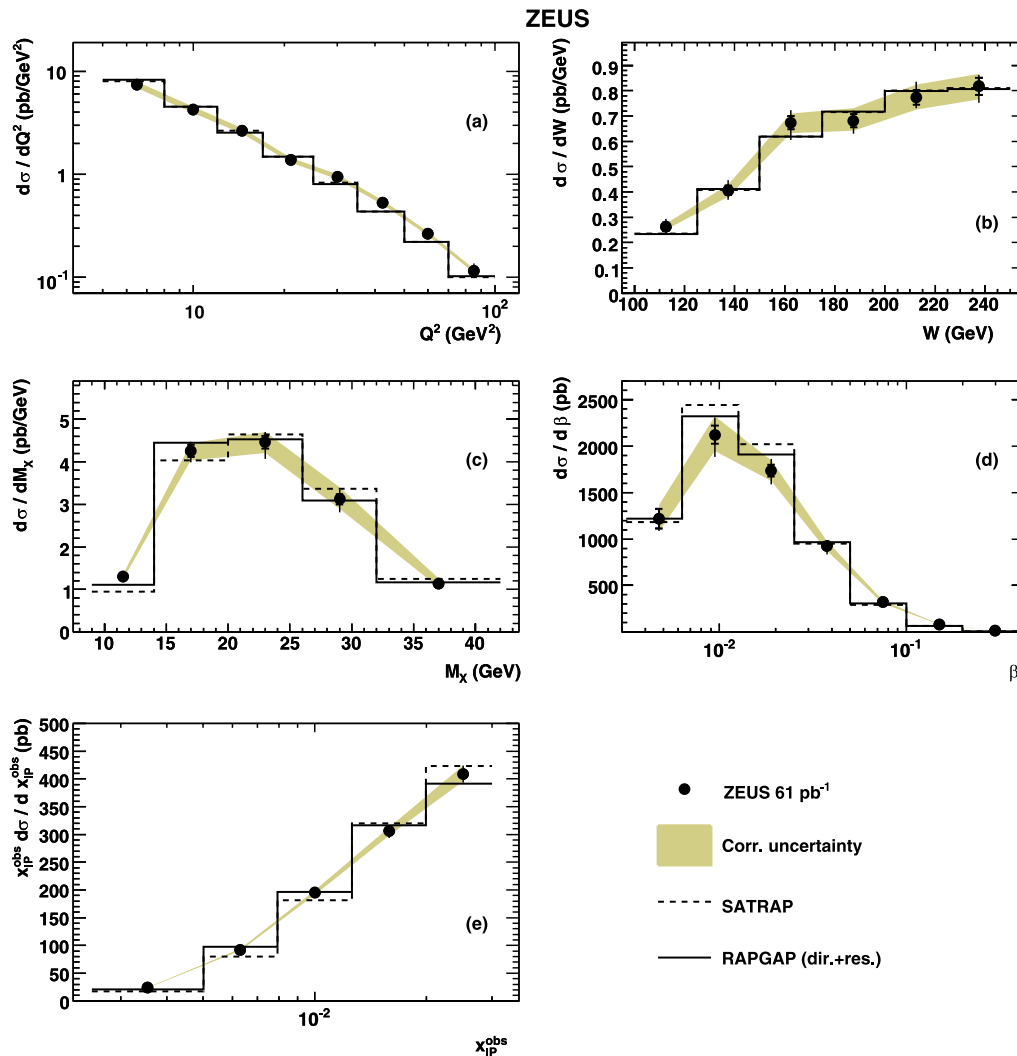 ZEUS
dσ / dQ² (pb/GeV²)
10
1
10⁻¹
(a)
10
10²
Q² (GeV²)
dσ / dW (pb/GeV)
0.9
0.8
0.7
0.6
0.5
0.4
0.3
0.2
0.1
0
(b)
100 120 140 160 180 200 220 240
W (GeV)
dσ / dM_X (pb/GeV)
5
4
3
2
1
0
(c)
10 15 20 25 30 35 40
M_X (GeV)
dσ / d β (pb)
2500
2000
1500
1000
500
(d)
10⁻² 10⁻¹
β
x_IP^obs dσ / d x_IP^obs (pb)
500
450
400
350
300
250
200
150
100
50
0
(e)
10⁻²
x_IP^obs
ZEUS 61 pb⁻¹
Corr. uncertainty
SATRAP
RAPGAP (dir.+res.)